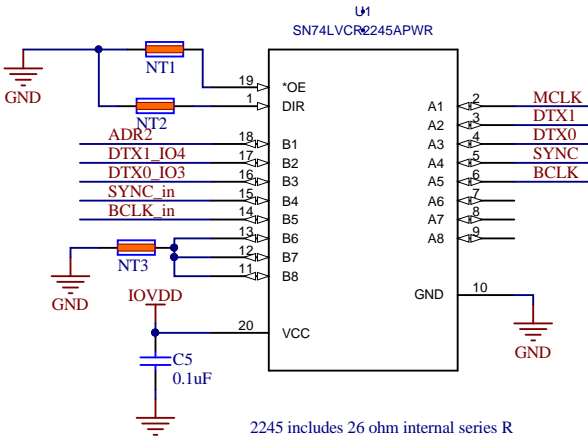 U1
SN74LVCR2245APWR
NT1
GND
19 *OE
1 DIR
NT2
A1 2 MCLK
A2 3 DTX1
A3 4 DTX0
A4 5 SYNC
A5 6 BCLK
A6 7
A7 8
A8 9
ADR2 18 B1
DTX1_IO4 17 B2
DTX0_IO3 16 B3
SYNC_in 15 B4
BCLK_in 14 B5
13 B6
12 B7
11 B8
NT3
GND
IOVDD
GND 10
20 VCC
GND
C5
0.1uF
2245 includes 26 ohm internal series R